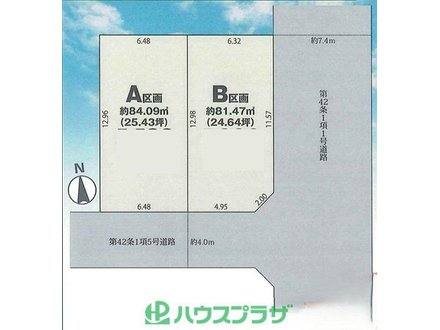 6.48
6.32
約7.4m
A区画
約84.09㎡
(25.43坪)
B区画
約81.47㎡
(24.64坪)
12.96
12.98
11.57
第42条1項1号道路
N
2.00
6.48
4.95
第42条1項5号道路
約4.0m
HP ハウスプラザ